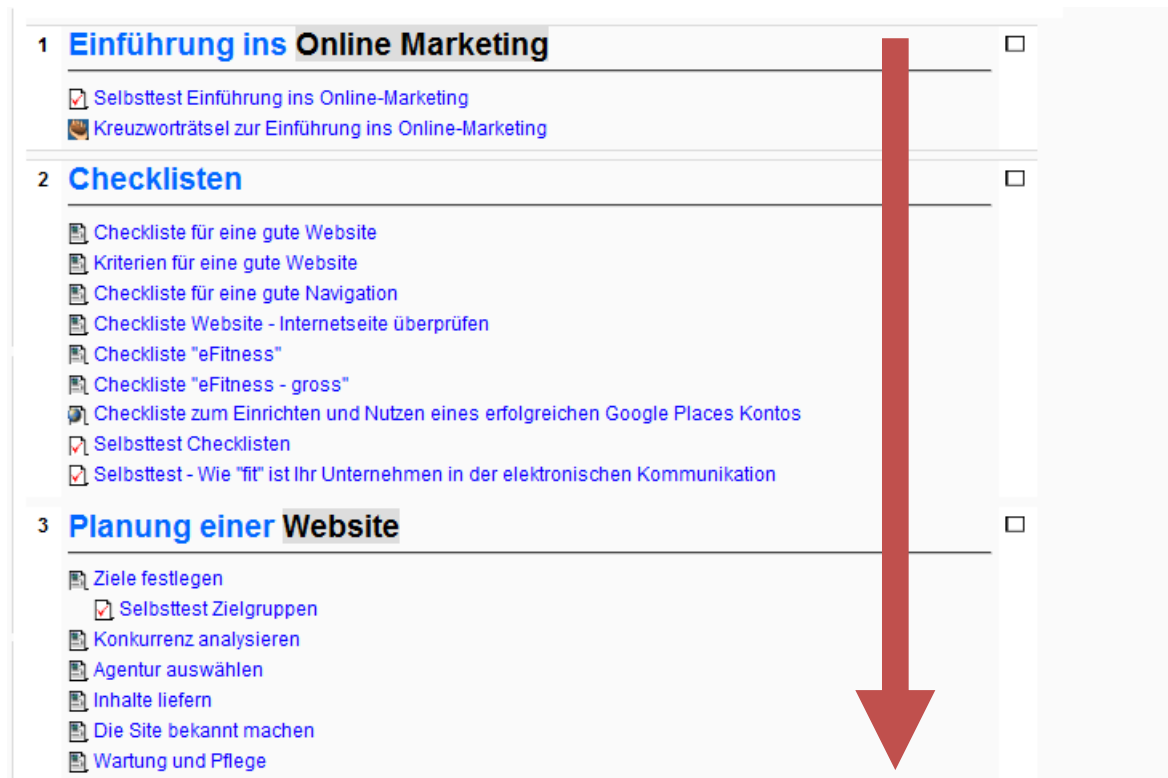 1 Einführung ins Online Marketing
Selbsttest Einführung ins Online-Marketing
Kreuzworträtsel zur Einführung ins Online-Marketing
2 Checklisten
Checkliste für eine gute Website
Kriterien für eine gute Website
Checkliste für eine gute Navigation
Checkliste Website - Internetseite überprüfen
Checkliste "eFitness"
Checkliste "eFitness - gross"
Checkliste zum Einrichten und Nutzen eines erfolgreichen Google Places Kontos
Selbsttest Checklisten
Selbsttest - Wie "fit" ist Ihr Unternehmen in der elektronischen Kommunikation
3 Planung einer Website
Ziele festlegen
Selbsttest Zielgruppen
Konkurrenz analysieren
Agentur auswählen
Inhalte liefern
Die Site bekannt machen
Wartung und Pflege